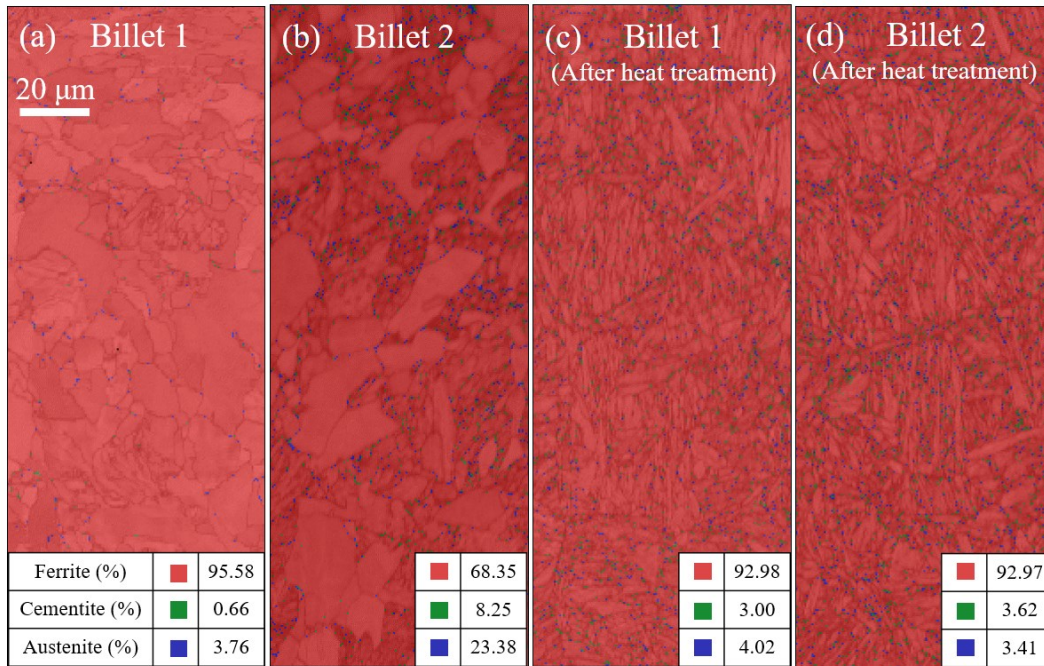 (a) Billet 1
20 μm
(b) Billet 2
(c) Billet 1
(After heat treatment)
(d) Billet 2
(After heat treatment)
Ferrite (%) 95.58
Cementite (%) 0.66
Austenite (%) 3.76
68.35
8.25
23.38
92.98
3.00
4.02
92.97
3.62
3.41